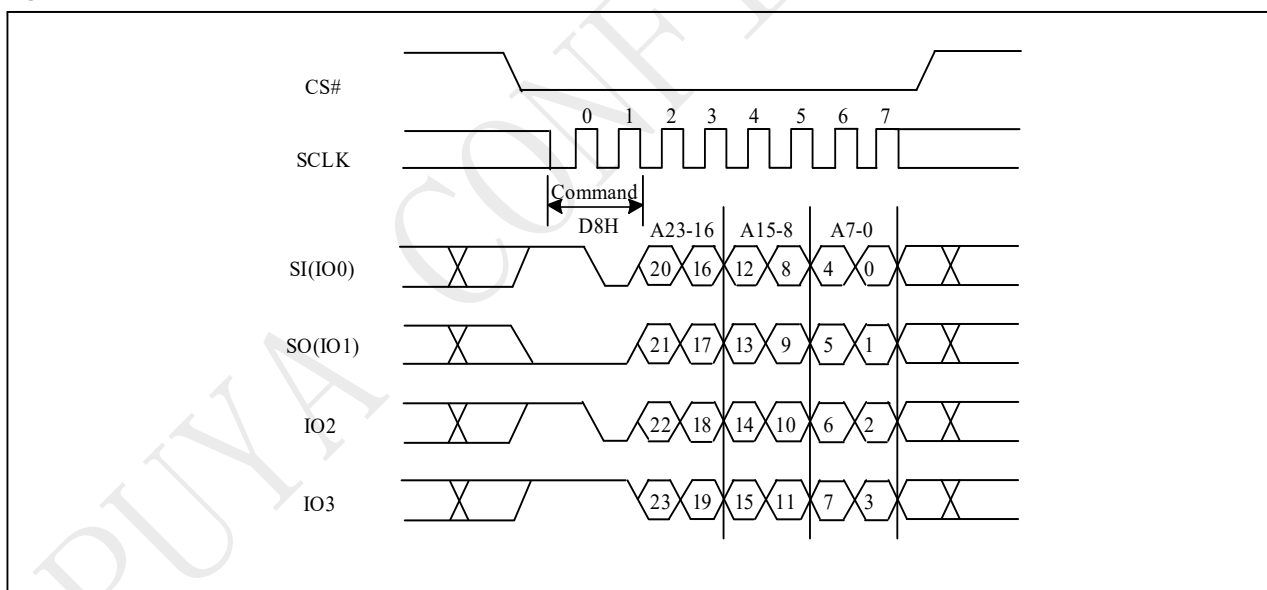 CS#
0 1 2 3 4 5 6 7
SCLK
Command
D8H
A23-16 A15-8 A7-0
SI(IO0)
20 16 12 8 4 0
SO(IO1)
21 17 13 9 5 1
IO2
22 18 14 10 6 2
IO3
23 19 15 11 7 3
PUYA CONF